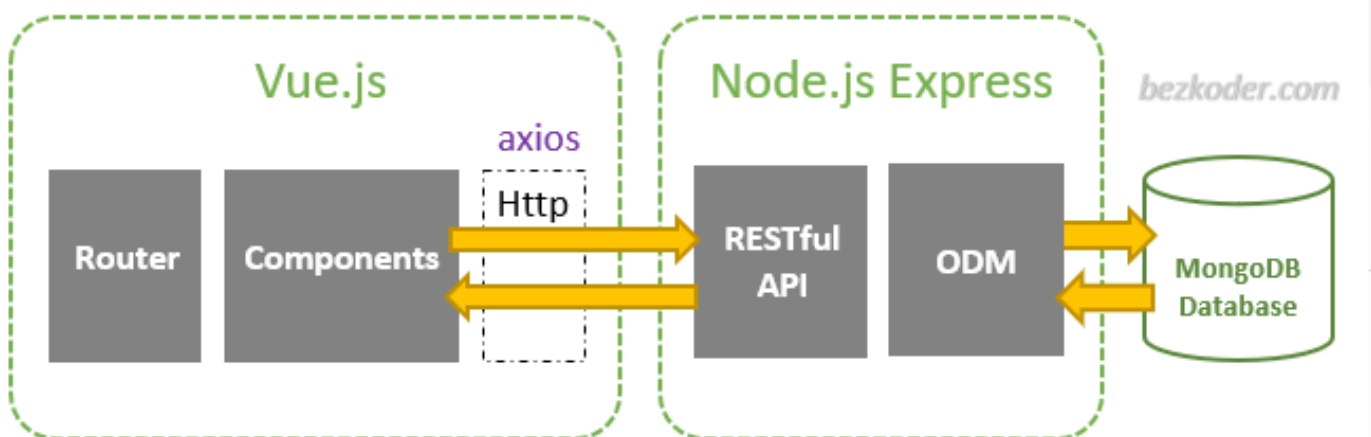 Vue.js
axios
Http
Router
Components
Node.js Express
RESTful
API
ODM
bezkoder.com
MongoDB
Database